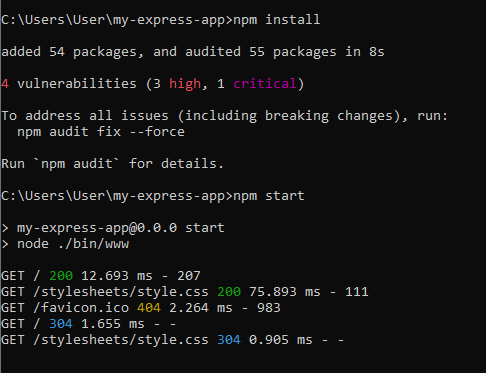 C:\Users\User\my-express-app>npm install
added 54 packages, and audited 55 packages in 8s
4 vulnerabilities (3 high, 1 critical)
To address all issues (including breaking changes), run:
  npm audit fix --force
Run `npm audit` for details.
C:\Users\User\my-express-app>npm start
> my-express-app@0.0.0 start
> node ./bin/www
GET / 200 12.693 ms - 207
GET /stylesheets/style.css 200 75.893 ms - 111
GET /favicon.ico 404 2.264 ms - 983
GET / 304 1.655 ms - -
GET /stylesheets/style.css 304 0.905 ms - -